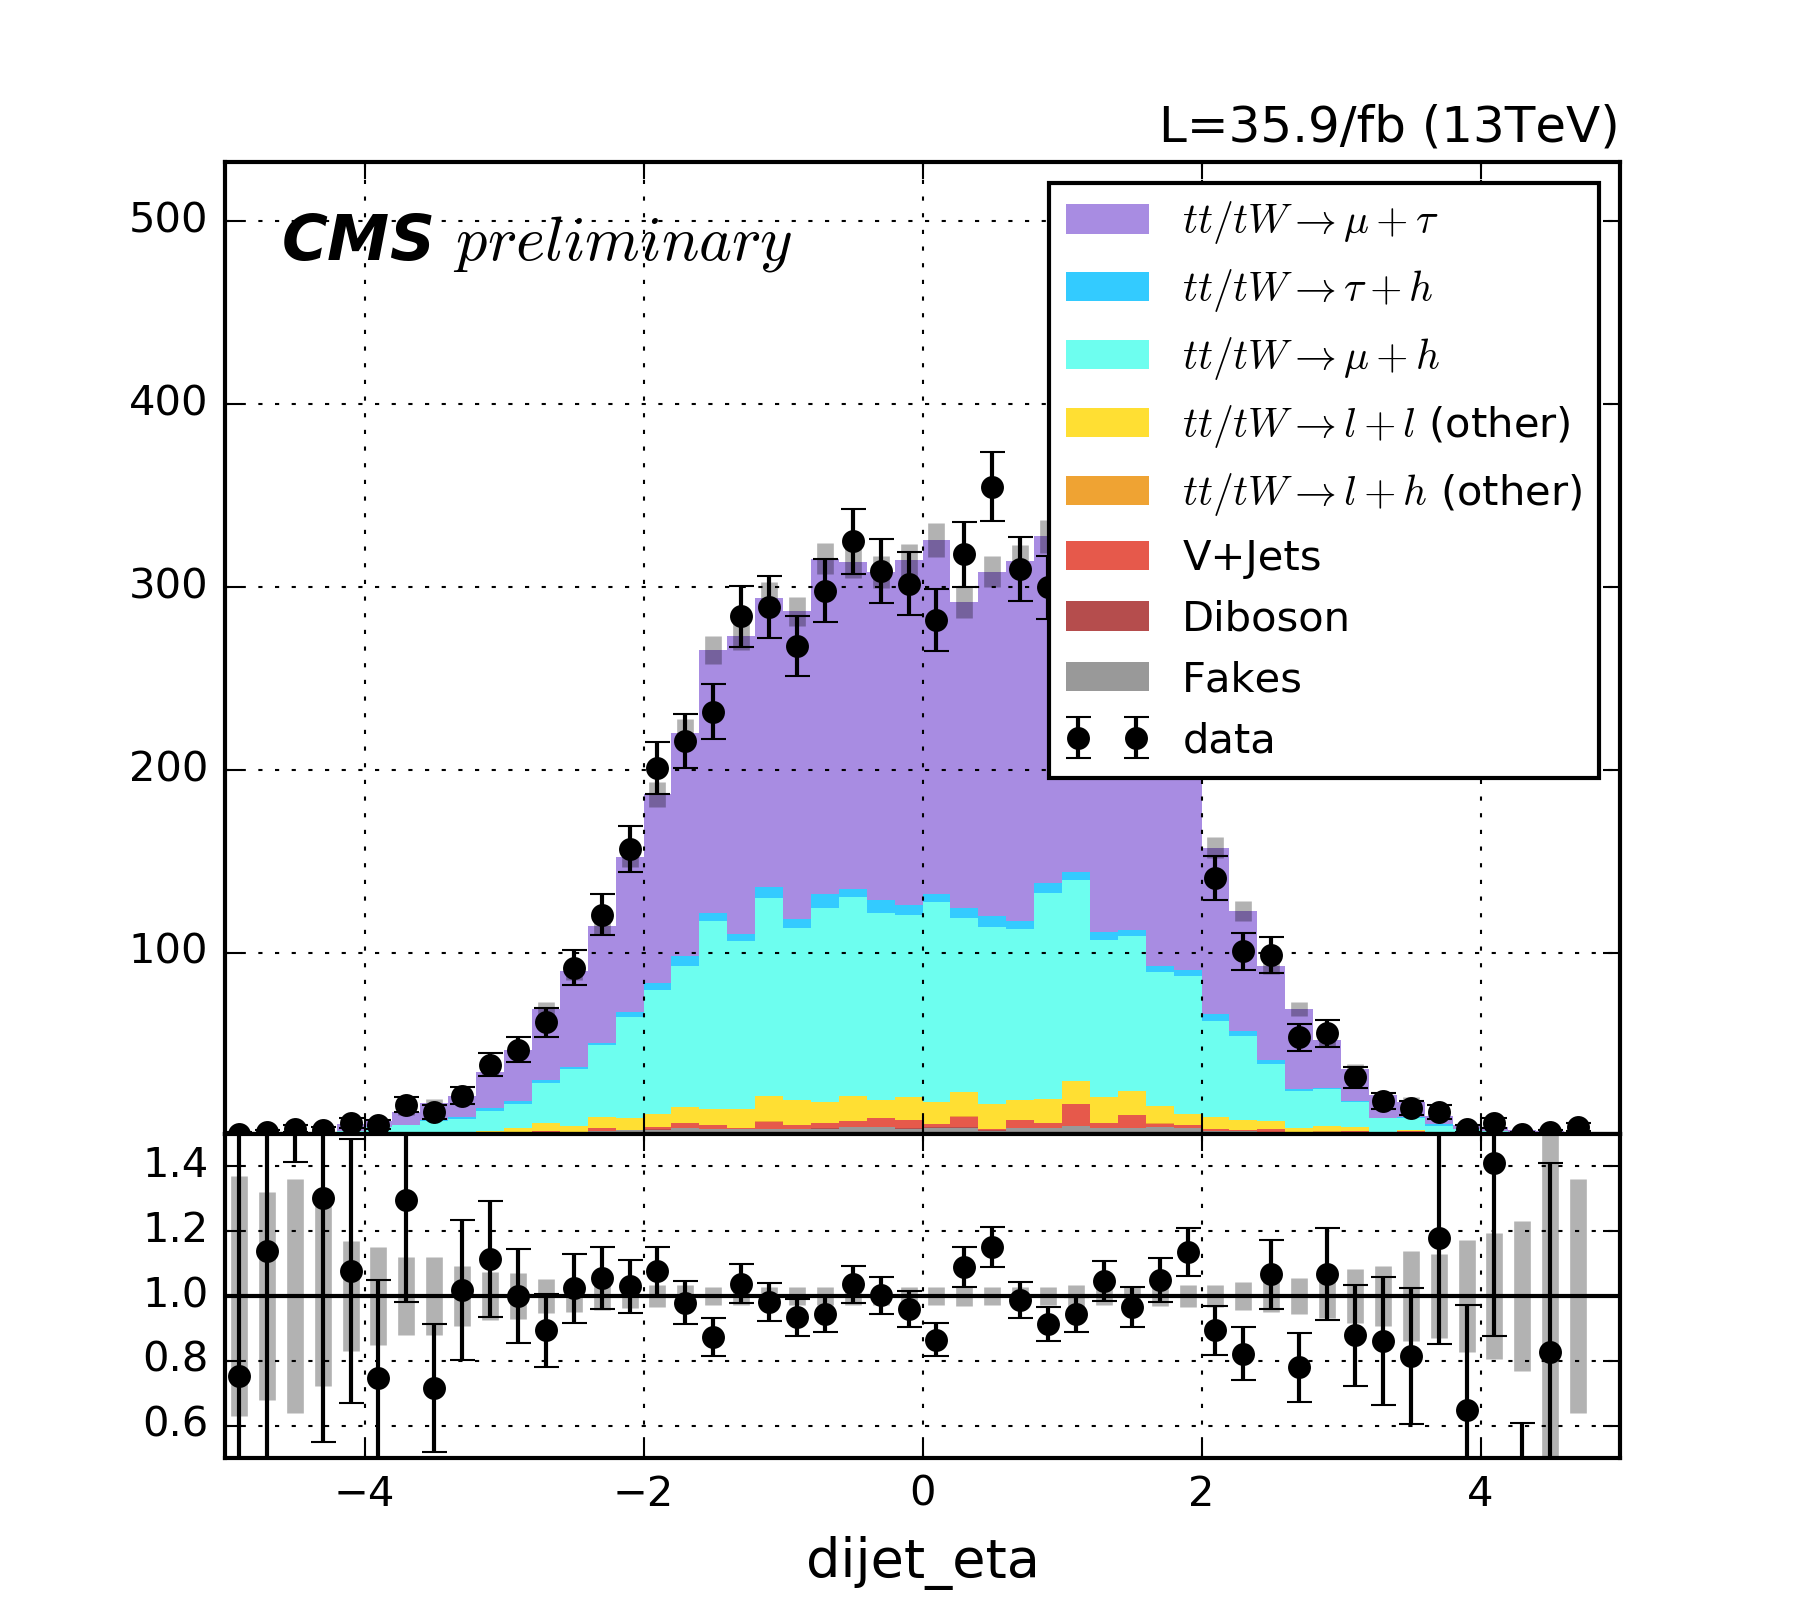 L=35.9/fb (13TeV)
CMS preliminary
500
400
300
200
100
tt/tW→μ+τ
tt/tW→τ+h
tt/tW→μ+h
tt/tW→l+l (other)
tt/tW→l+h (other)
V+Jets
Diboson
Fakes
data
1.4
1.2
1.0
0.8
0.6
−4 −2 0 2 4
dijet_eta